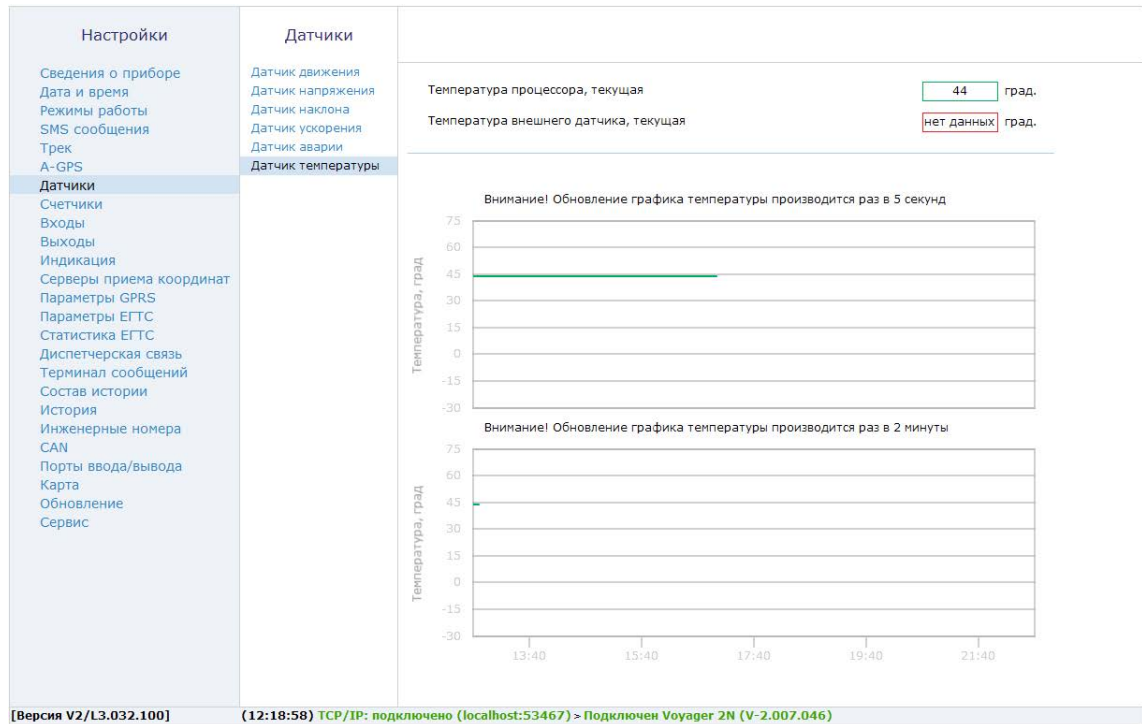 Настройки
Сведения о приборе
Дата и время
Режимы работы
SMS сообщения
Трек
A-GPS
Датчики
Счетчики
Входы
Выходы
Индикация
Серверы приема координат
Параметры GPRS
Параметры ЕГТС
Статистика ЕГТС
Диспетчерская связь
Терминал сообщений
Состав истории
История
Инженерные номера
CAN
Порты ввода/вывода
Карта
Обновление
Сервис
Датчики
Датчик движения
Датчик напряжения
Датчик наклона
Датчик ускорения
Датчик аварии
Датчик температуры
Температура процессора, текущая 44 град.
Температура внешнего датчика, текущая нет данных град.
Внимание! Обновление графика температуры производится раз в 5 секунд
Температура, град
75
60
45
30
15
0
-15
-30
Внимание! Обновление графика температуры производится раз в 2 минуты
Температура, град
75
60
45
30
15
0
-15
-30
13:40 15:40 17:40 19:40 21:40
[Версия V2/L3.032.100] (12:18:58) TCP/IP: подключено (localhost:53467) > Подключен Voyager 2N (V-2.007.046)